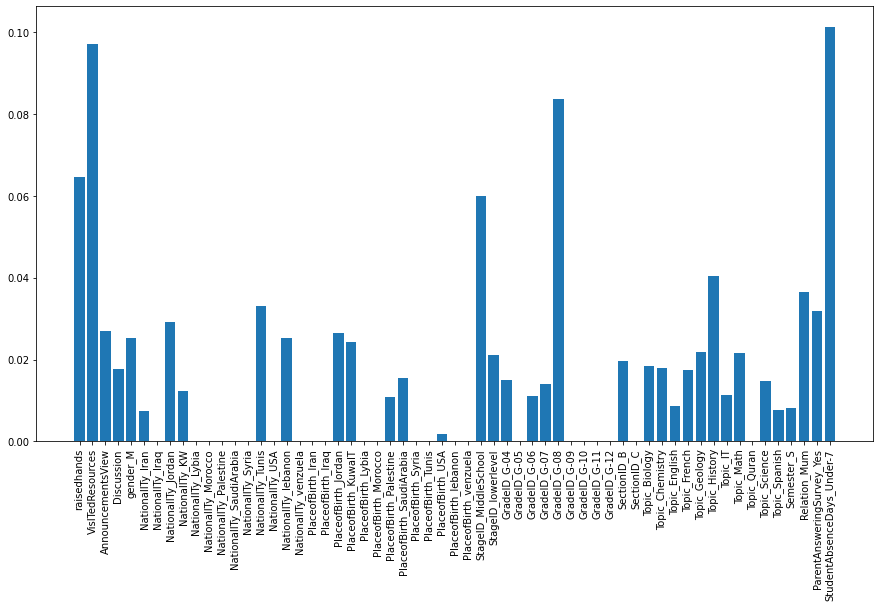 0.10
0.08
0.06
0.04
0.02
0.00
raisedhands
VisITedResources
AnnouncementsView
Discussion
gender_M
NationalITy_Iran
NationalITy_Iraq
NationalITy_Jordan
NationalITy_KW
NationalITy_Lybia
NationalITy_Morocco
NationalITy_Palestine
NationalITy_SaudiArabia
NationalITy_Syria
NationalITy_Tunis
NationalITy_USA
NationalITy_lebanon
NationalITy_venzuela
PlaceofBirth_Iran
PlaceofBirth_Iraq
PlaceofBirth_Jordan
PlaceofBirth_KuwaIT
PlaceofBirth_Lybia
PlaceofBirth_Morocco
PlaceofBirth_Palestine
PlaceofBirth_SaudiArabia
PlaceofBirth_Syria
PlaceofBirth_Tunis
PlaceofBirth_USA
PlaceofBirth_lebanon
PlaceofBirth_venzuela
StageID_MiddleSchool
StageID_lowerlevel
GradeID_G-04
GradeID_G-05
GradeID_G-06
GradeID_G-07
GradeID_G-08
GradeID_G-09
GradeID_G-10
GradeID_G-11
GradeID_G-12
SectionID_B
SectionID_C
Topic_Biology
Topic_Chemistry
Topic_English
Topic_French
Topic_Geology
Topic_History
Topic_IT
Topic_Math
Topic_Quran
Topic_Science
Topic_Spanish
Semester_S
Relation_Mum
ParentAnsweringSurvey_Yes
StudentAbsenceDays_Under-7